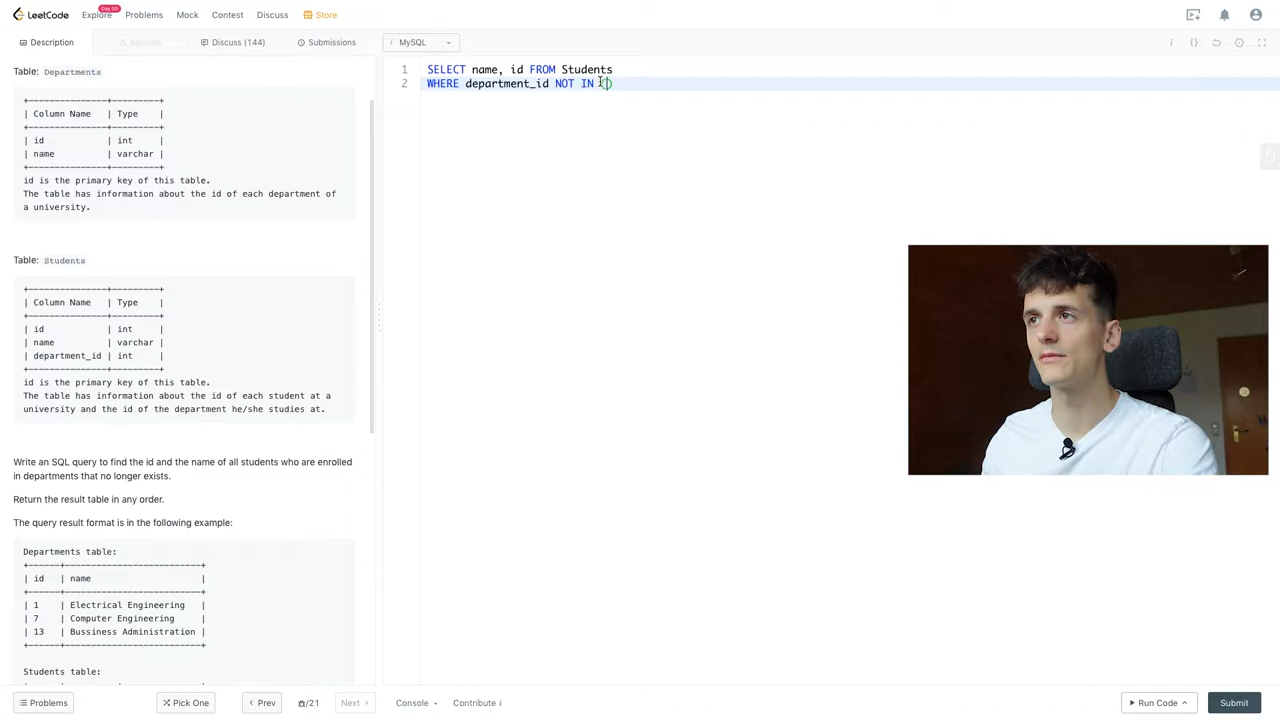 LeetCode
Explore
Day 30
Problems
Mock
Contest
Discuss
Store
Description
Solution
Discuss (144)
Submissions
i MySQL
Table: Departments
+-------------+---------+
| Column Name | Type    |
+-------------+---------+
| id          | int     |
| name        | varchar |
+-------------+---------+
id is the primary key of this table.
The table has information about the id of each department of
a university.
Table: Students
+-------------+---------+
| Column Name | Type    |
+-------------+---------+
| id          | int     |
| name        | varchar |
| department_id | int     |
+-------------+---------+
id is the primary key of this table.
The table has information about the id of each student at a
university and the id of the department he/she studies at.
Write an SQL query to find the id and the name of all students who are enrolled
in departments that no longer exists.
Return the result table in any order.
The query result format is in the following example:
Departments table:
+------+--------------------------+
| id   | name                     |
+------+--------------------------+
| 1    | Electrical Engineering   |
| 7    | Computer Engineering     |
| 13   | Bussiness Administration |
+------+--------------------------+
Students table:
1 SELECT name, id FROM Students
2 WHERE department_id NOT IN ()
Problems
Pick One
< Prev
/21
Next >
Console
Contribute i
Run Code
Submit